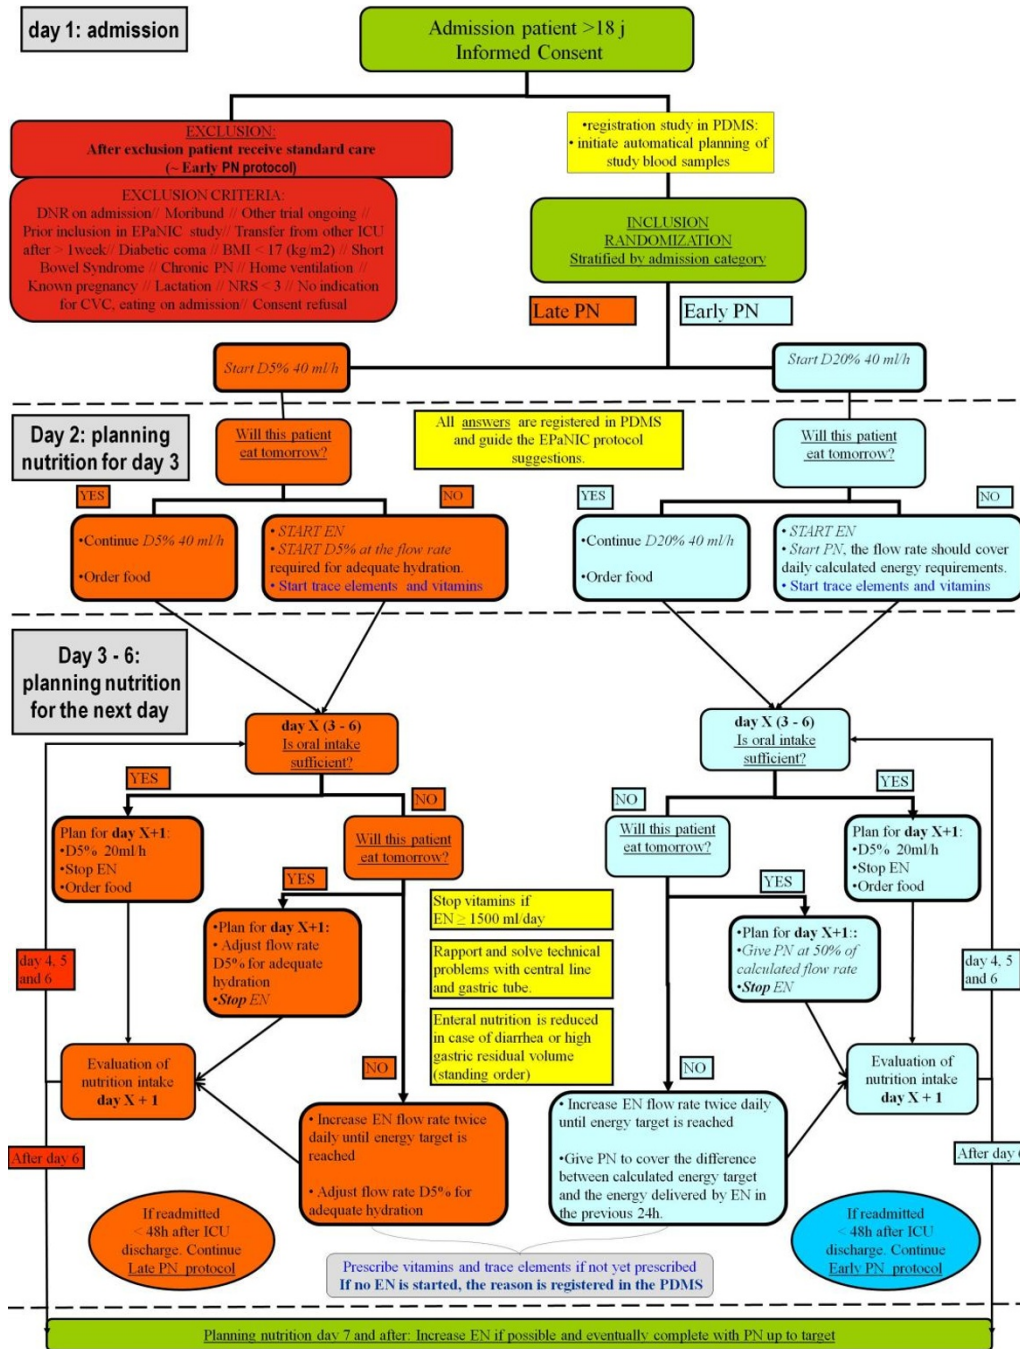 day 1: admission
Admission patient >18 j
Informed Consent
EXCLUSION:
After exclusion patient receive standard care
(~ Early PN protocol)
•registration study in PDMS:
• initiate automatical planning of
study blood samples
EXCLUSION CRITERIA:
DNR on admission// Moribund // Other trial ongoing //
Prior inclusion in EPaNIC study// Transfer from other ICU
after > 1week// Diabetic coma // BMI < 17 (kg/m2) // Short
Bowel Syndrome // Chronic PN // Home ventilation //
Known pregnancy // Lactation // NRS < 3 // No indication
for CVC, eating on admission// Consent refusal
INCLUSION
RANDOMIZATION
Stratified by admission category
Late PN
Early PN
Start D5% 40 ml/h
Start D20% 40 ml/h
Day 2: planning
nutrition for day 3
Will this patient
eat tomorrow?
All answers are registered in PDMS
and guide the EPaNIC protocol
suggestions.
Will this patient
eat tomorrow?
YES
NO
YES
NO
•Continue D5% 40 ml/h
•Order food
• START EN
• START D5% at the flow rate
required for adequate hydration.
• Start trace elements and vitamins
•Continue D20% 40 ml/h
•Order food
• START EN
• Start PN, the flow rate should cover
daily calculated energy requirements.
• Start trace elements and vitamins
Day 3 - 6:
planning nutrition
for the next day
day X (3 - 6)
Is oral intake
sufficient?
day X (3 - 6)
Is oral intake
sufficient?
YES
NO
NO
YES
Plan for day X+1:
•D5% 20ml/h
•Stop EN
•Order food
Will this patient
eat tomorrow?
Will this patient
eat tomorrow?
Plan for day X+1:
•D5% 20ml/h
•Stop EN
•Order food
YES
YES
Stop vitamins if
EN ≥ 1500 ml/day
Rapport and solve technical
problems with central line
and gastric tube.
Enteral nutrition is reduced
in case of diarrhea or high
gastric residual volume
(standing order)
day 4, 5
and 6
•Plan for day X+1:
• Adjust flow rate
D5% for adequate
hydration
•Stop EN
•Plan for day X+1::
•Give PN at 50% of
calculated flow rate
•Stop EN
day 4, 5
and 6
Evaluation of
nutrition intake
day X + 1
NO
NO
Evaluation of
nutrition intake
day X + 1
• Increase EN flow rate twice
daily until energy target is
reached
• Adjust flow rate D5% for
adequate hydration
• Increase EN flow rate twice daily
until energy target is reached
•Give PN to cover the difference
between calculated energy target
and the energy delivered by EN in
the previous 24h.
After day 6
After day 6
If readmitted
< 48h after ICU
discharge. Continue
Late PN protocol
If readmitted
< 48h after ICU
discharge. Continue
Early PN protocol
Prescribe vitamins and trace elements if not yet prescribed
If no EN is started, the reason is registered in the PDMS
Planning nutrition day 7 and after: Increase EN if possible and eventually complete with PN up to target